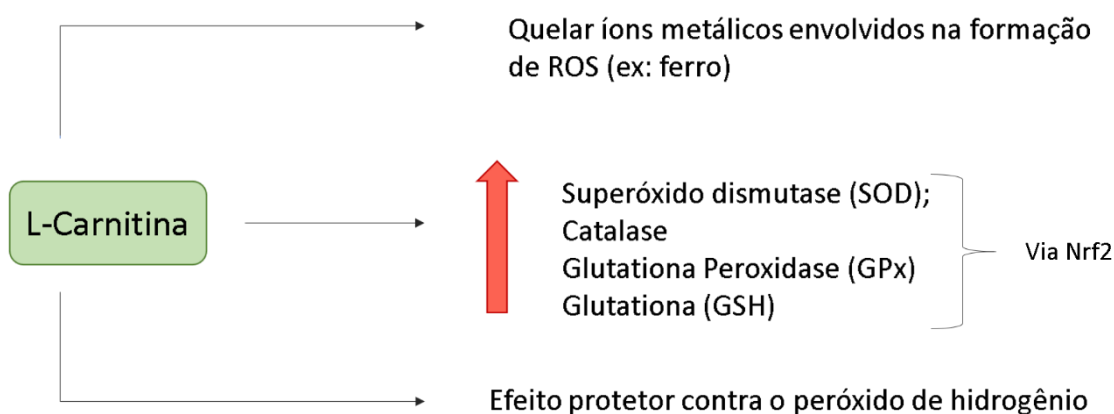 Quelar íons metálicos envolvidos na formação
de ROS (ex: ferro)
L-Carnitina
Superóxido dismutase (SOD);
Catalase
Glutationa Peroxidase (GPx)
Glutationa (GSH)
Via Nrf2
Efeito protetor contra o peróxido de hidrogênio